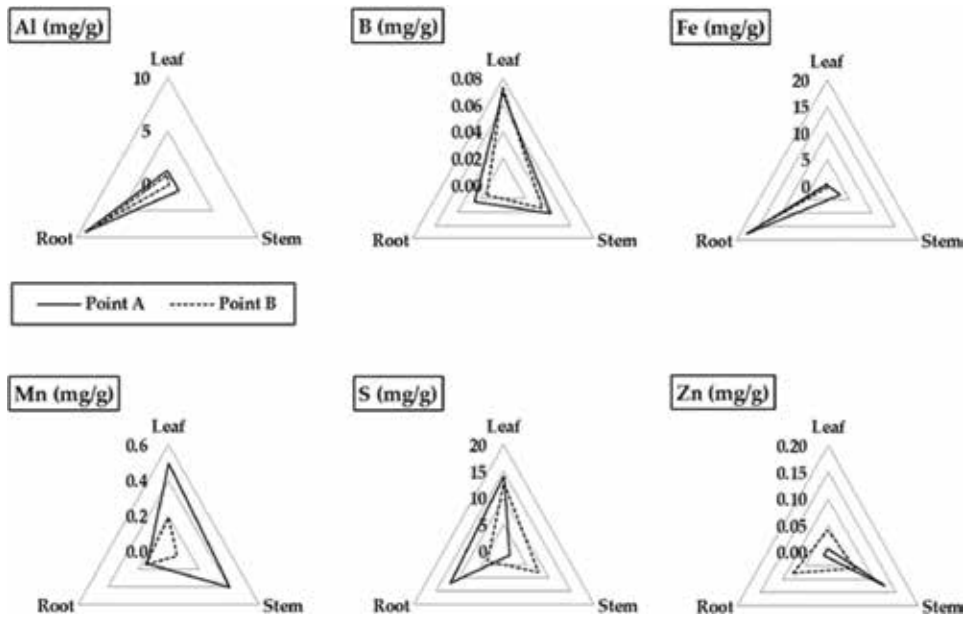 Al (mg/g)
B (mg/g)
Fe (mg/g)
Leaf
10
5
0
Root
Stem
Leaf
0.08
0.06
0.04
0.02
0.00
Root
Stem
Leaf
20
15
10
5
0
Root
Stem
Point A
Point B
Mn (mg/g)
S (mg/g)
Zn (mg/g)
Leaf
0.6
0.4
0.2
0.0
Root
Stem
Leaf
20
15
10
5
0
Root
Stem
Leaf
0.20
0.15
0.10
0.05
0.00
Root
Stem